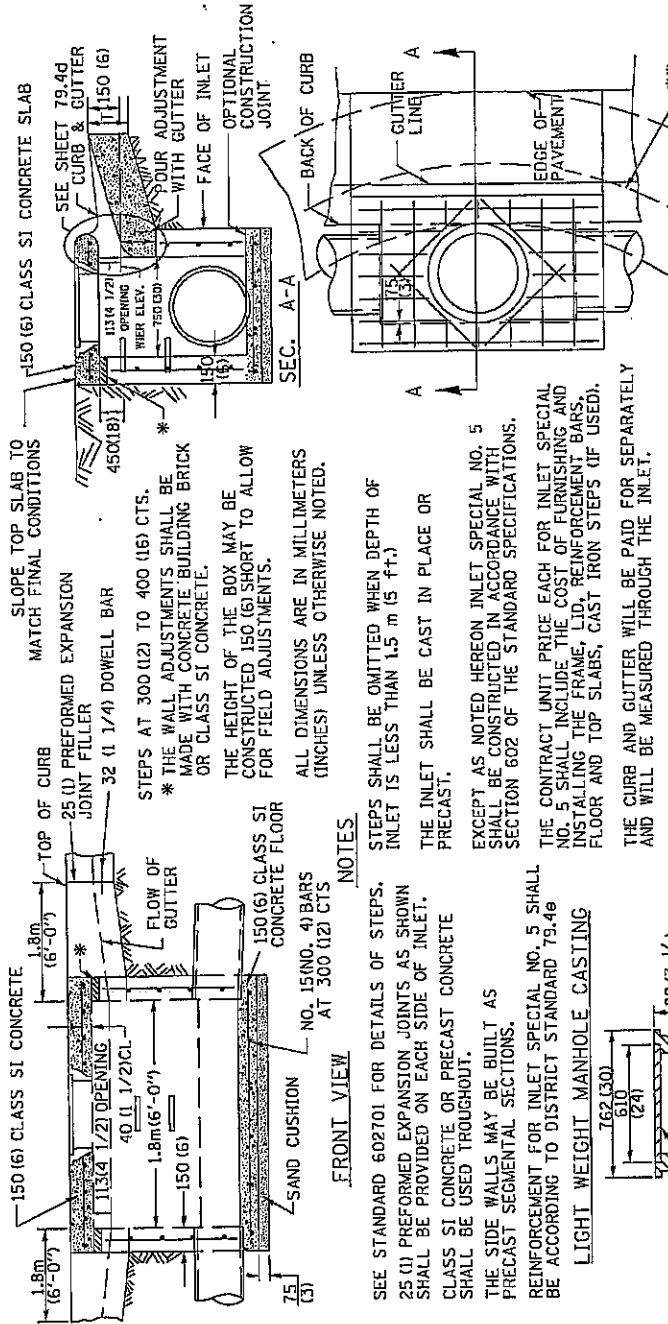 150 (6) CLASS SI CONCRETE
TOP OF CURB
25 (1) PREFORMED EXPANSION
JOINT FILLER
32 (1 1/4) DOWELL BAR
1.8m
(6'-0")
1.8m
(6'-0")
113(4 1/2) OPENING
40 (1 1/2)CL
*
FLOW OF
GUTTER
1.8m(6'-0")
150 (6)
150 (6) CLASS SI
CONCRETE FLOOR
NO. 15(NO. 4) BARS
AT 300 (12) CTS
SAND CUSHION
75
(3)
FRONT VIEW
SLOPE TOP SLAB TO
MATCH FINAL CONDITIONS
150 (6) CLASS SI CONCRETE SLAB
SEE SHEET 79.4d
CURB & GUTTER
150 (6)
POUR ADJUSTMENT
WITH GUTTER
FACE OF INLET
OPTIONAL
CONSTRUCTION
JOINT
450(18)
*
113(4 1/2)
OPENING
WIER ELEV.
750(30)
150
(6)
SEC. A-A
STEPS AT 300 (12) TO 400 (16) CTS.
* THE WALL ADJUSTMENTS SHALL BE
MADE WITH CONCRETE BUILDING BRICK
OR CLASS SI CONCRETE.
THE HEIGHT OF THE BOX MAY BE
CONSTRUCTED 150 (6) SHORT TO ALLOW
FOR FIELD ADJUSTMENTS.
ALL DIMENSIONS ARE IN MILLIMETERS
(INCHES) UNLESS OTHERWISE NOTED.
NOTES
SEE STANDARD 602701 FOR DETAILS OF STEPS.
25 (1) PREFORMED EXPANSION JOINTS AS SHOWN
SHALL BE PROVIDED ON EACH SIDE OF INLET.
CLASS SI CONCRETE OR PRECAST CONCRETE
SHALL BE USED TROUGHOUT.
THE SIDE WALLS MAY BE BUILT AS
PRECAST SEGMENTAL SECTIONS.
REINFORCEMENT FOR INLET SPECIAL NO. 5 SHALL
BE ACCORDING TO DISTRICT STANDARD 79.4e
STEPS SHALL BE OMITTED WHEN DEPTH OF
INLET IS LESS THAN 1.5 m (5 ft.)
THE INLET SHALL BE CAST IN PLACE OR
PRECAST.
EXCEPT AS NOTED HEREON INLET SPECIAL NO. 5
SHALL BE CONSTRUCTED IN ACCORDANCE WITH
SECTION 602 OF THE STANDARD SPECIFICATIONS.
THE CONTRACT UNIT PRICE EACH FOR INLET SPECIAL
NO. 5 SHALL INCLUDE THE COST OF FURNISHING AND
INSTALLING THE FRAME, LID, REINFORCEMENT BARS,
FLOOR AND TOP SLABS, CAST IRON STEPS (IF USED).
THE CURB AND GUTTER WILL BE PAID FOR SEPARATELY
AND WILL BE MEASURED THROUGH THE INLET.
LIGHT WEIGHT MANHOLE CASTING
762 (30)
610
(24)
BACK OF CURB
A
A
GUTTER
LINE
EDGE OF
PAVEMENT
75
(3)